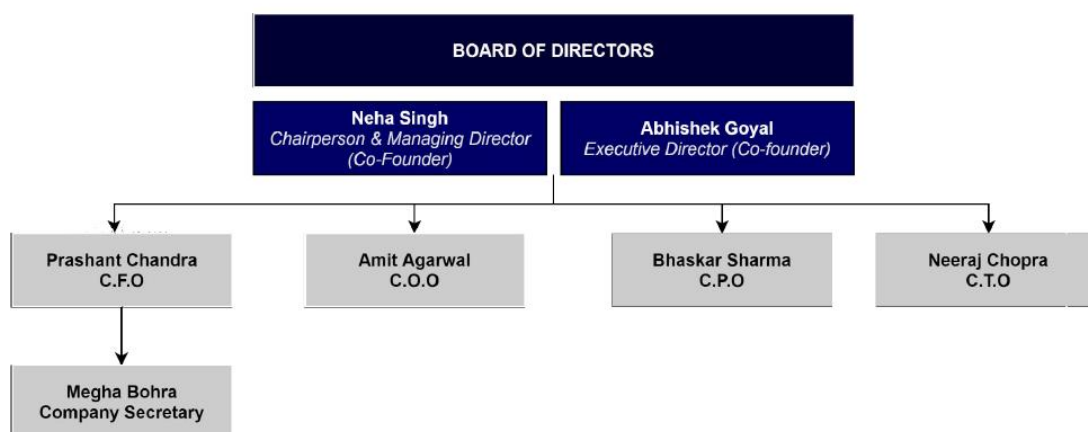 BOARD OF DIRECTORS
Neha Singh
Chairperson & Managing Director
(Co-Founder)
Abhishek Goyal
Executive Director (Co-founder)
Prashant Chandra
C.F.O
Amit Agarwal
C.O.O
Bhaskar Sharma
C.P.O
Neeraj Chopra
C.T.O
Megha Bohra
Company Secretary